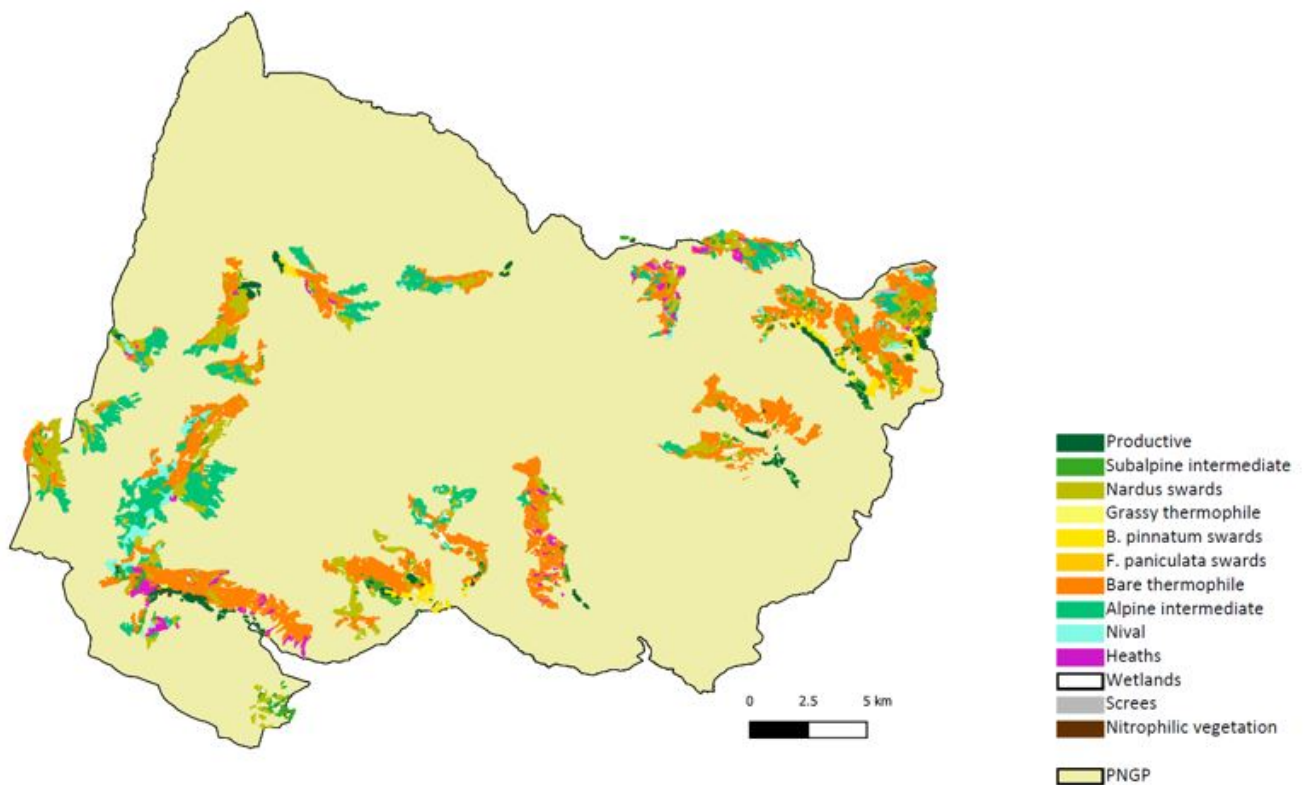 Productive
Subalpine intermediate
Nardus swards
Grassy thermophile
B. pinnatum swards
F. paniculata swards
Bare thermophile
Alpine intermediate
Nival
Heaths
Wetlands
Screes
Nitrophilic vegetation
PNGP
0 2.5 5 km